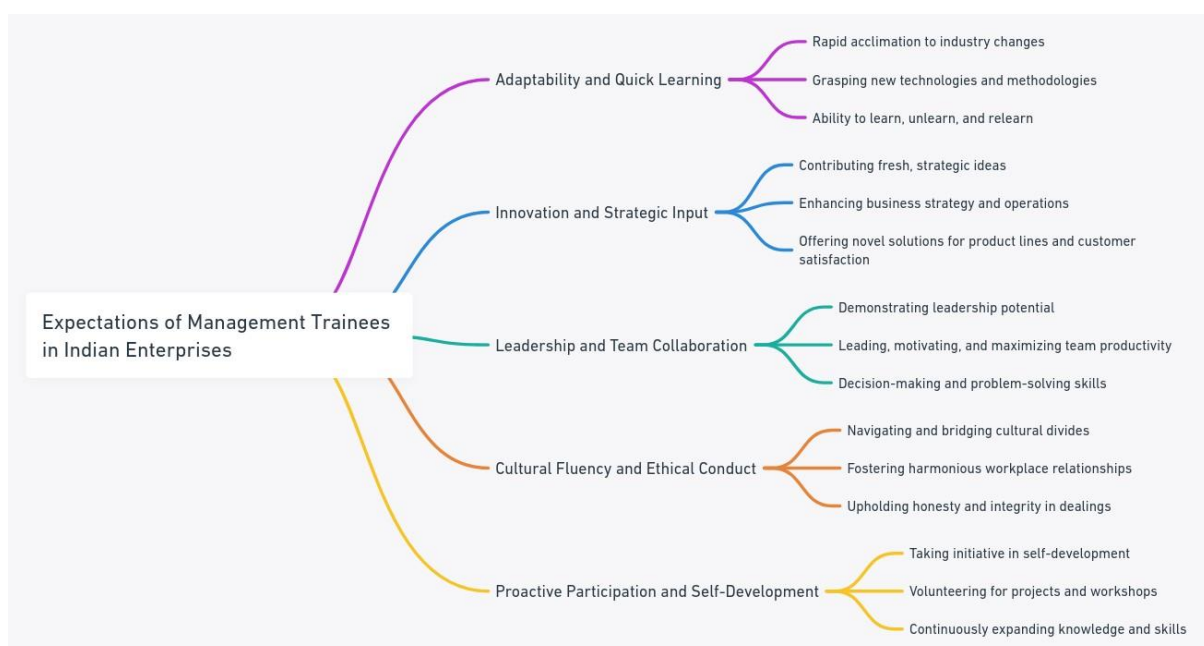 Expectations of Management Trainees
in Indian Enterprises
Adaptability and Quick Learning
Rapid acclimation to industry changes
Grasping new technologies and methodologies
Ability to learn, unlearn, and relearn
Innovation and Strategic Input
Contributing fresh, strategic ideas
Enhancing business strategy and operations
Offering novel solutions for product lines and customer
satisfaction
Leadership and Team Collaboration
Demonstrating leadership potential
Leading, motivating, and maximizing team productivity
Decision-making and problem-solving skills
Cultural Fluency and Ethical Conduct
Navigating and bridging cultural divides
Fostering harmonious workplace relationships
Upholding honesty and integrity in dealings
Proactive Participation and Self-Development
Taking initiative in self-development
Volunteering for projects and workshops
Continuously expanding knowledge and skills